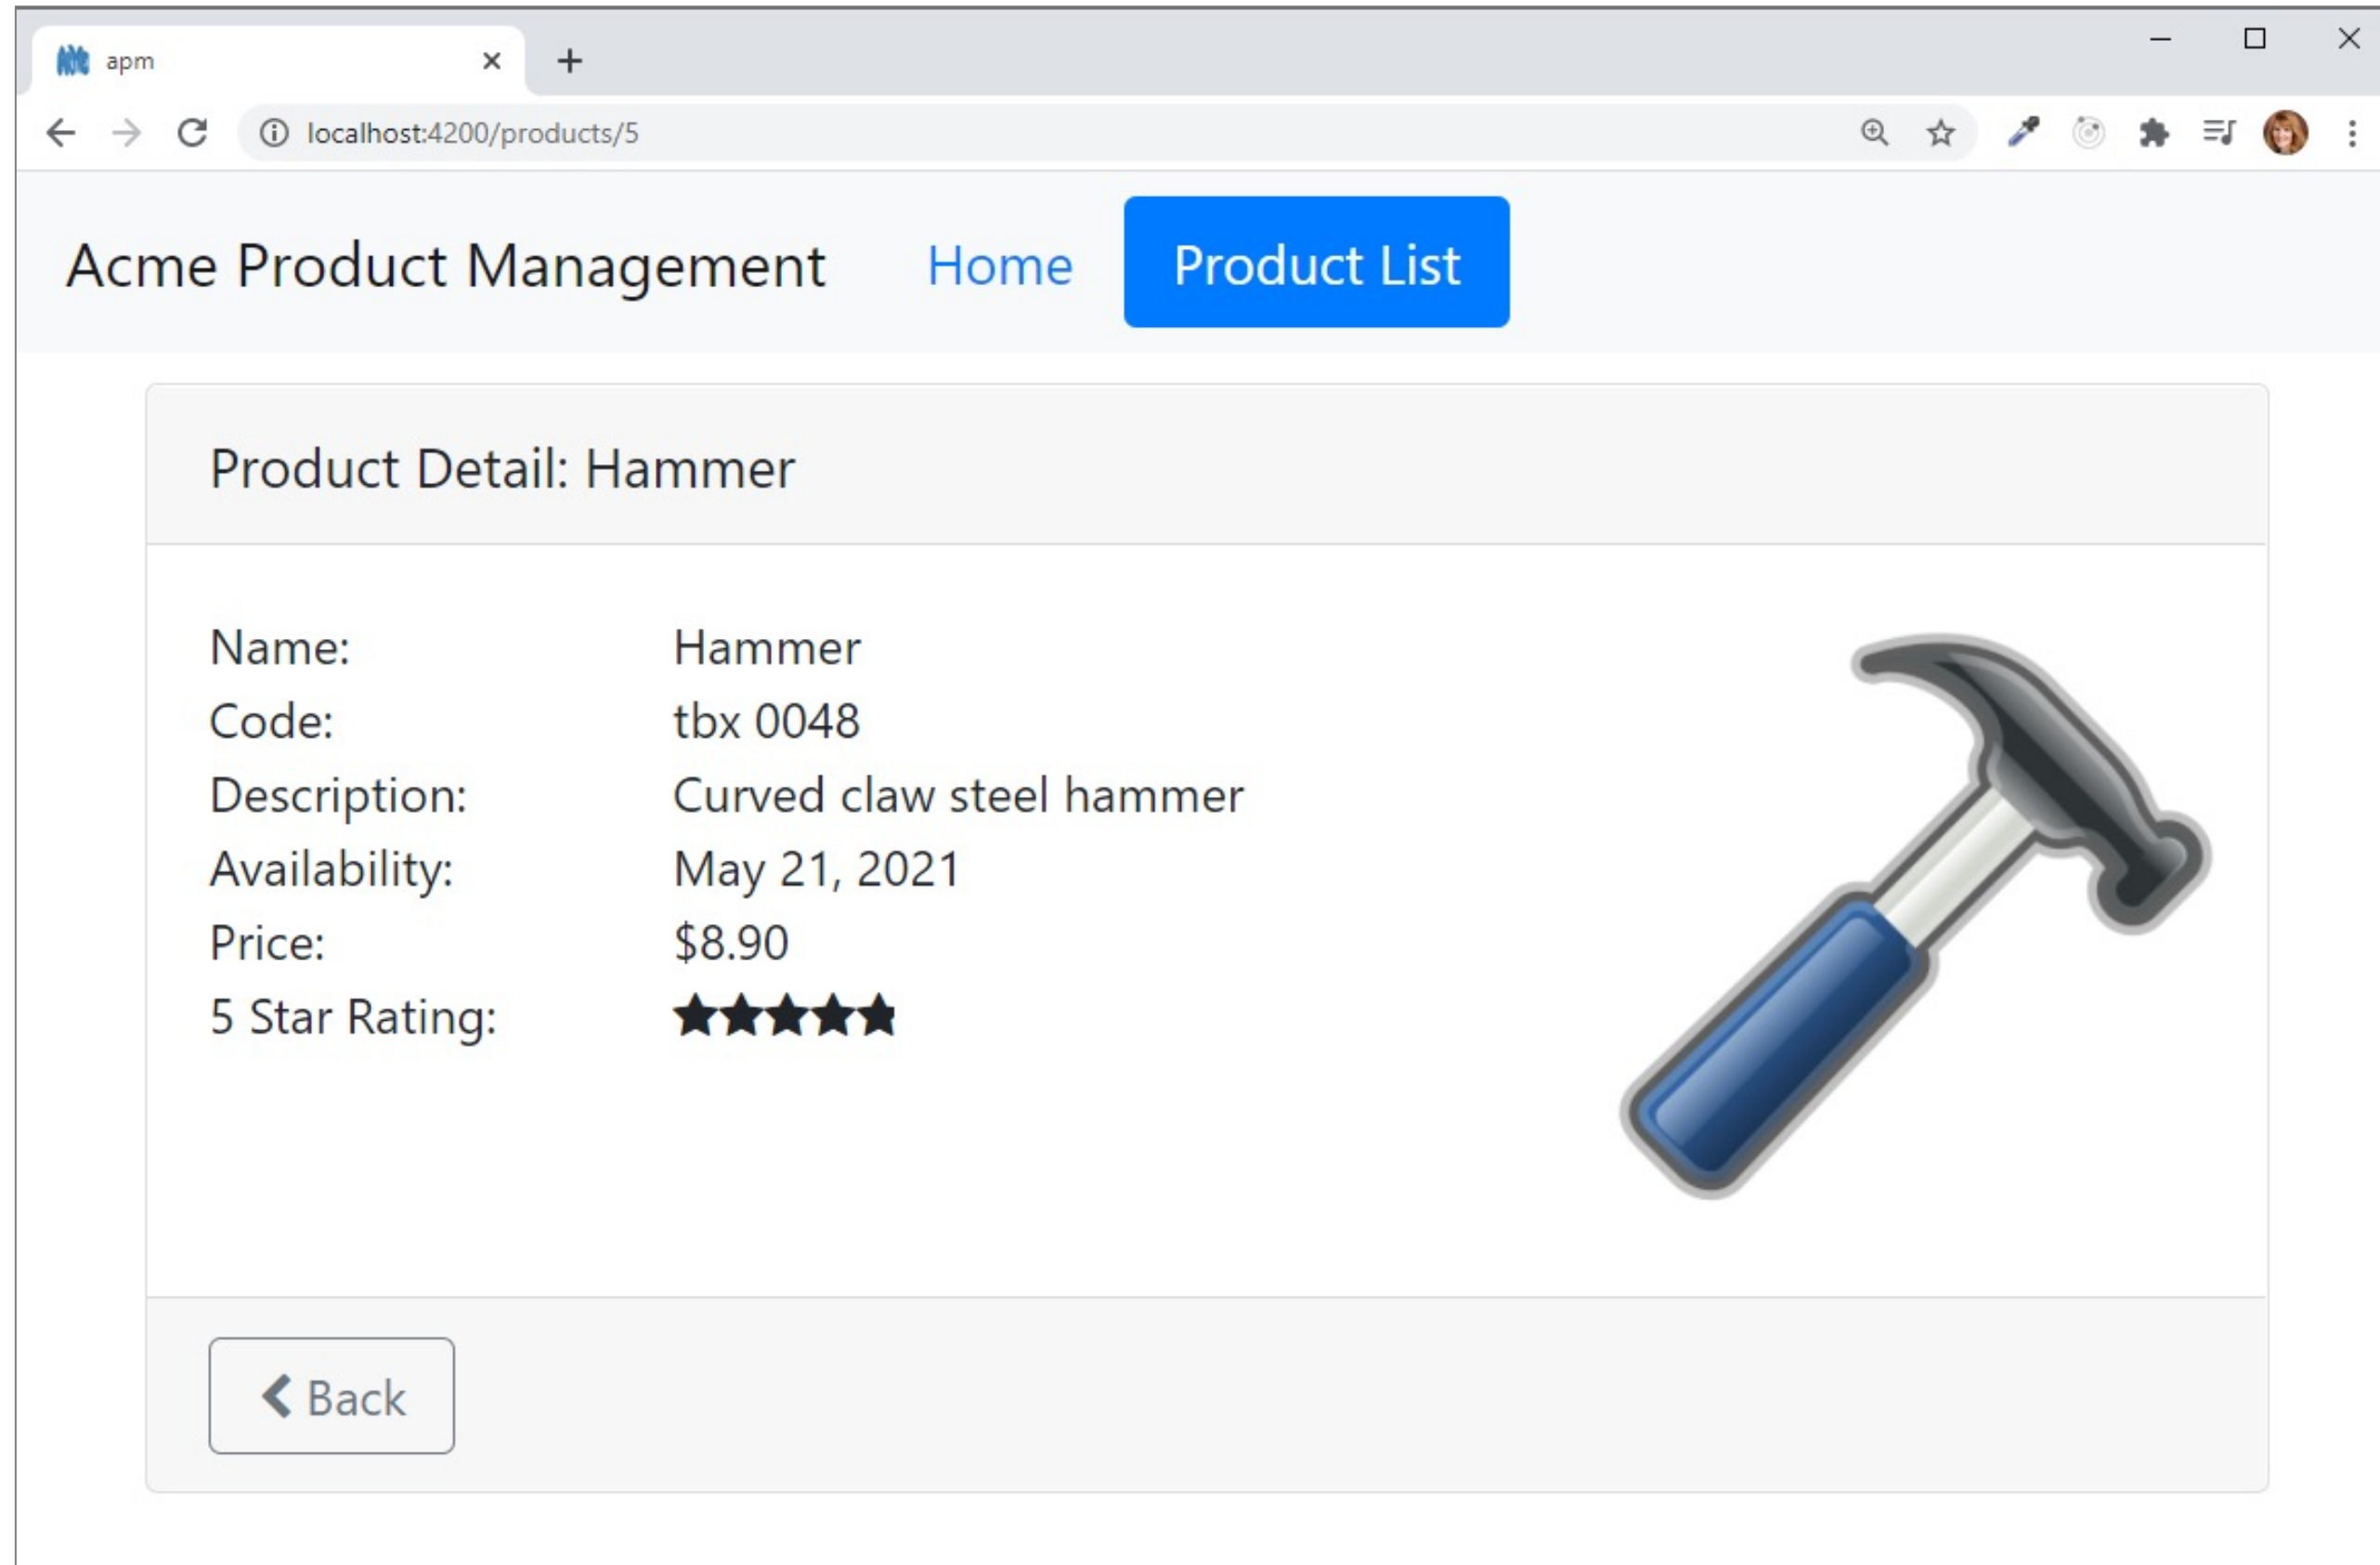 apm
localhost:4200/products/5
Acme Product Management Home Product List
Product Detail: Hammer
Name: Hammer
Code: tbx 0048
Description: Curved claw steel hammer
Availability: May 21, 2021
Price: $8.90
5 Star Rating:
Back